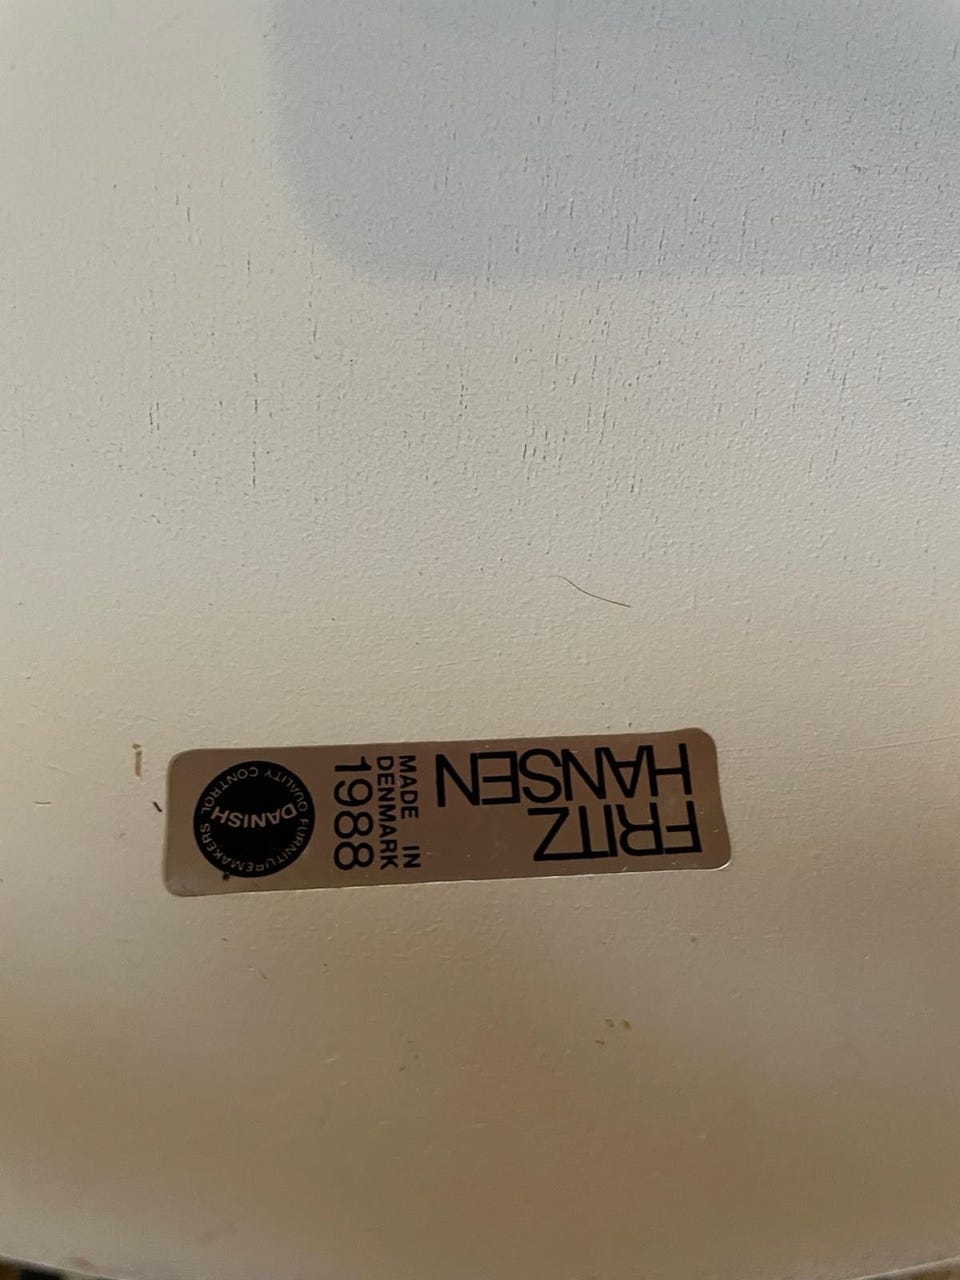 FRITZ
HANSEN
MADE IN
DENMARK
1988
DANISH
FURNITUREMAKERS
QUALITY CONTROL